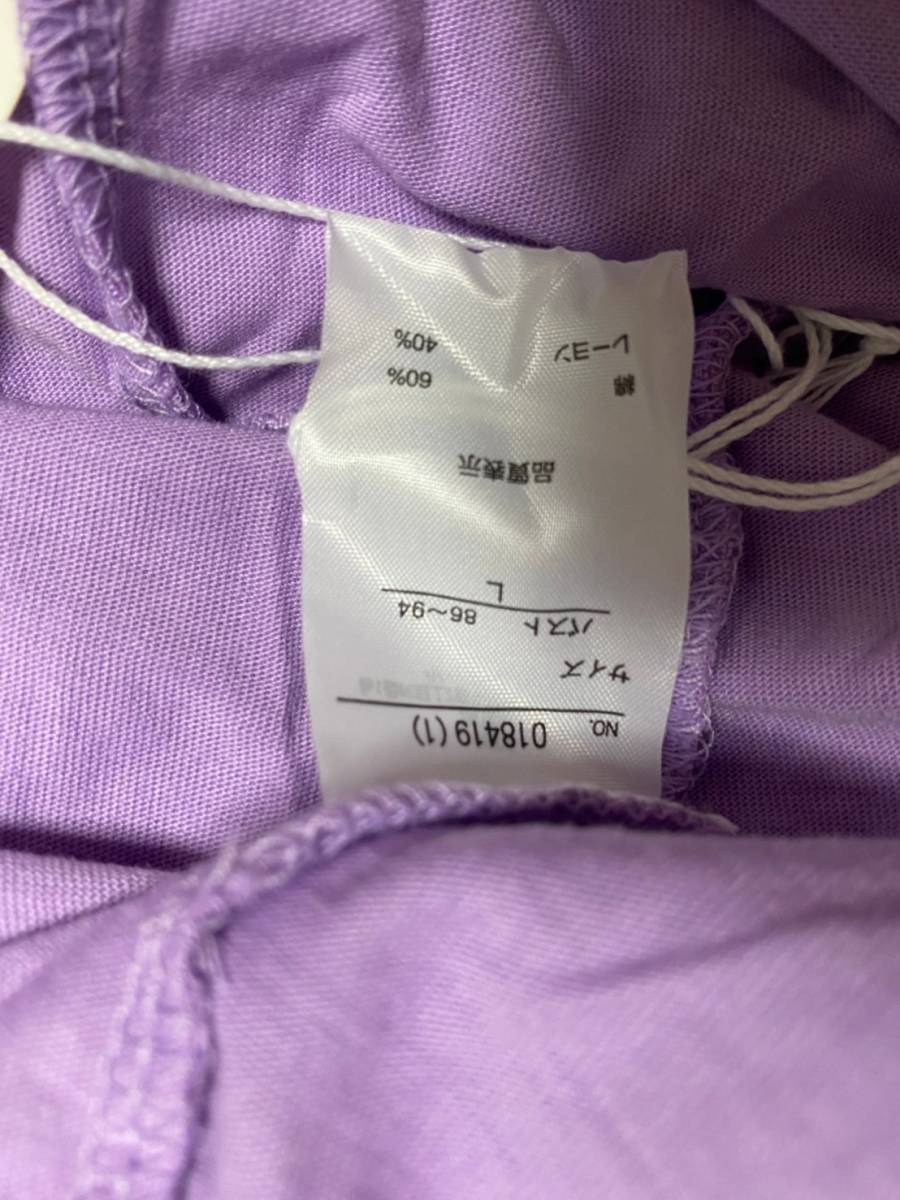 NO. 018419 (1)
サイズ
バスト 86~94
L
品質表示
綿 60%
レーヨン 40%